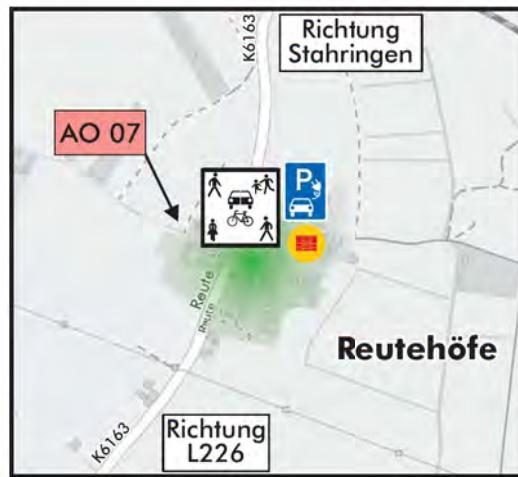 K6163
Richtung
Stahringen
AO 07
P
Reute
Reute
Reutehöfe
K6163
Richtung
L226